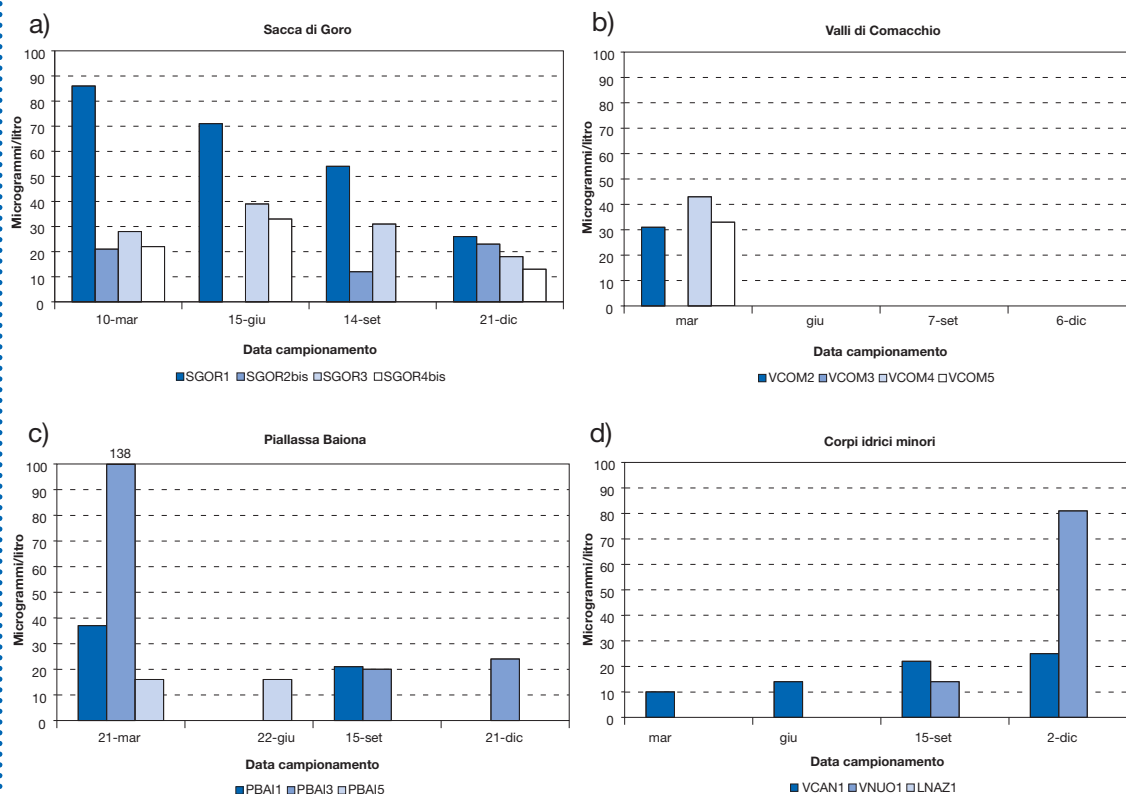 a)
Sacca di Goro
Microgrammi/litro
100
90
80
70
60
50
40
30
20
10
0
10-mar 15-giu 14-set 21-dic
Data campionamento
SGOR1 SGOR2bis SGOR3 SGOR4bis
b)
Valli di Comacchio
Microgrammi/litro
100
90
80
70
60
50
40
30
20
10
0
mar giu 7-set 6-dic
Data campionamento
VCOM2 VCOM3 VCOM4 VCOM5
c)
Piallassa Baiona
138
Microgrammi/litro
100
90
80
70
60
50
40
30
20
10
0
21-mar 22-giu 15-set 21-dic
Data campionamento
PBAI1 PBAI3 PBAI5
d)
Corpi idrici minori
Microgrammi/litro
100
90
80
70
60
50
40
30
20
10
0
mar giu 15-set 2-dic
Data campionamento
VCAN1 VNUO1 LNAZ1